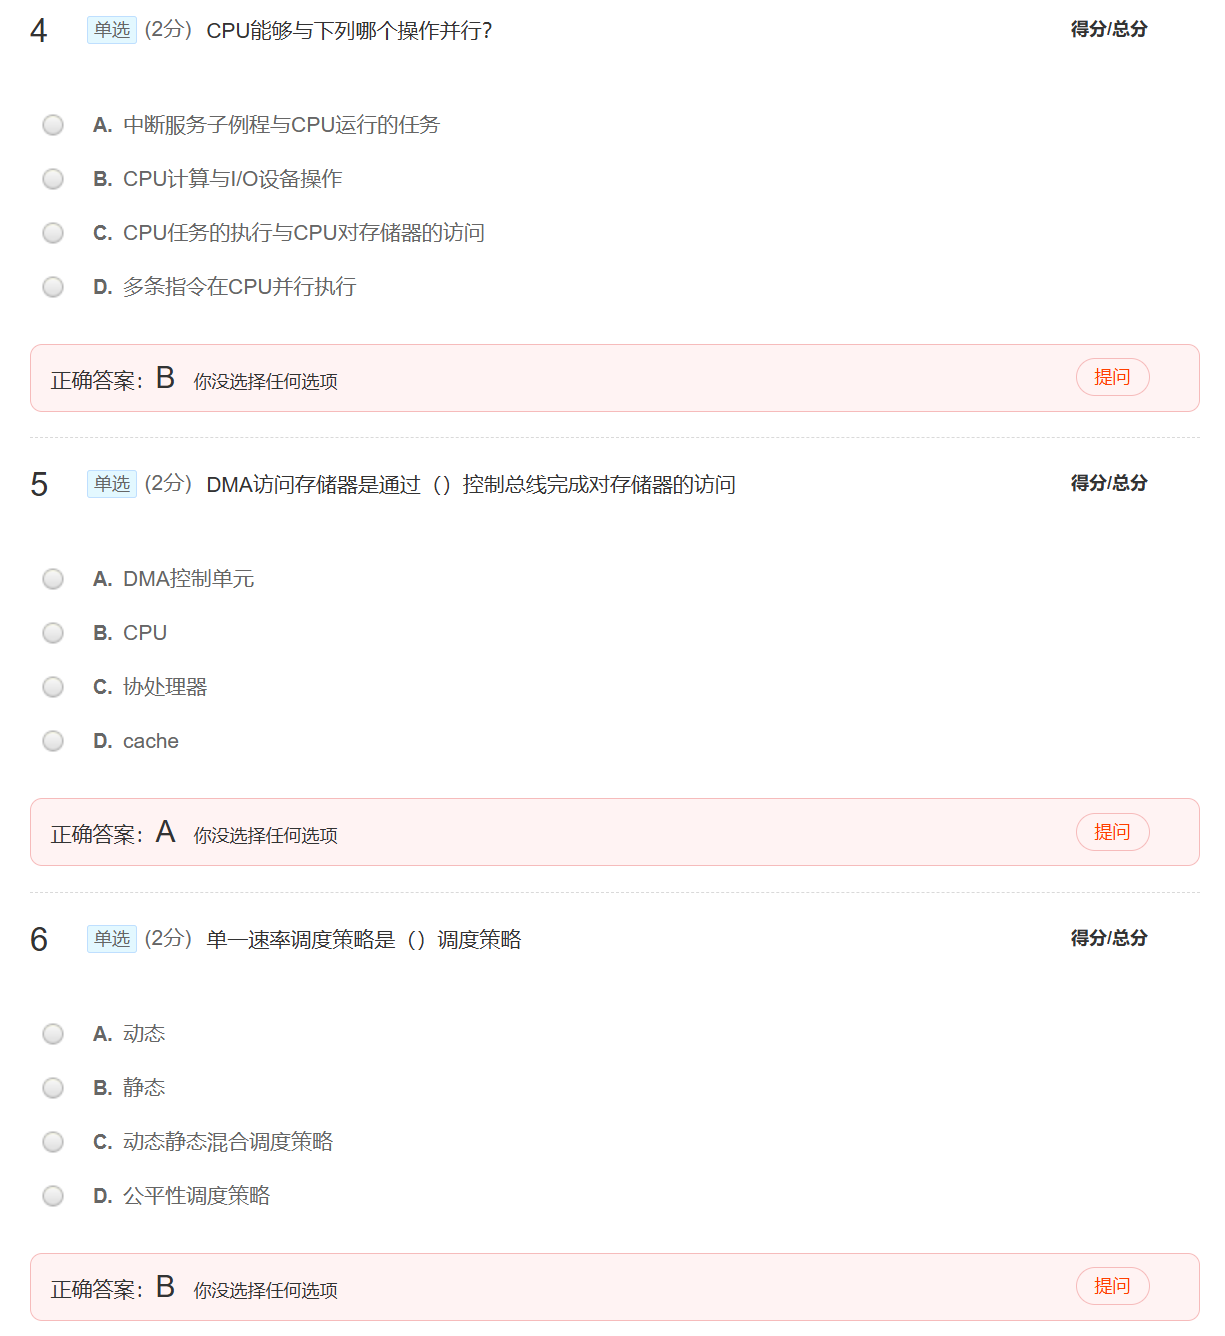 4 单选 (2分) CPU能够与下列哪个操作并行? 得分/总分
A. 中断服务子例程与CPU运行的任务
B. CPU计算与I/O设备操作
C. CPU任务的执行与CPU对存储器的访问
D. 多条指令在CPU并行执行
正确答案：B 你没选择任何选项 提问
5 单选 (2分) DMA访问存储器是通过（）控制总线完成对存储器的访问 得分/总分
A. DMA控制单元
B. CPU
C. 协处理器
D. cache
正确答案：A 你没选择任何选项 提问
6 单选 (2分) 单一速率调度策略是（）调度策略 得分/总分
A. 动态
B. 静态
C. 动态静态混合调度策略
D. 公平性调度策略
正确答案：B 你没选择任何选项 提问